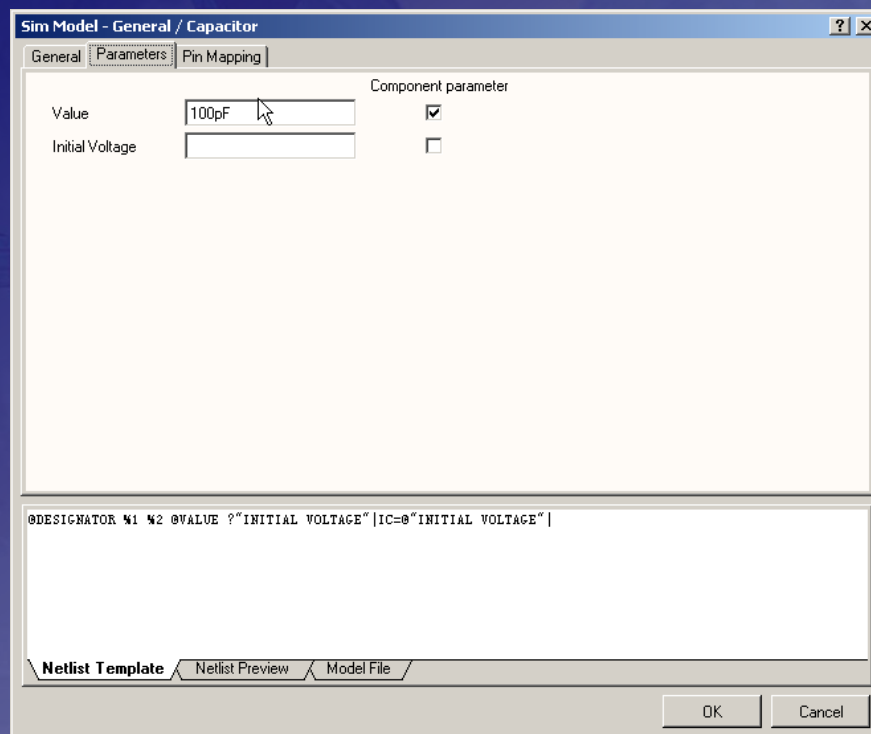 Sim Model - General / Capacitor
General Parameters Pin Mapping
Component parameter
Value 100pF
Initial Voltage
@DESIGNATOR %1 %2 @VALUE ?"INITIAL VOLTAGE"|IC=@"INITIAL VOLTAGE"|
Netlist Template Netlist Preview Model File
OK Cancel